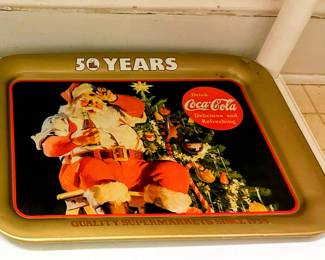 50 YEARS
Drink
Coca-Cola
Delicious and
Refreshing
QUALITY SUPERMARKETS SINCE